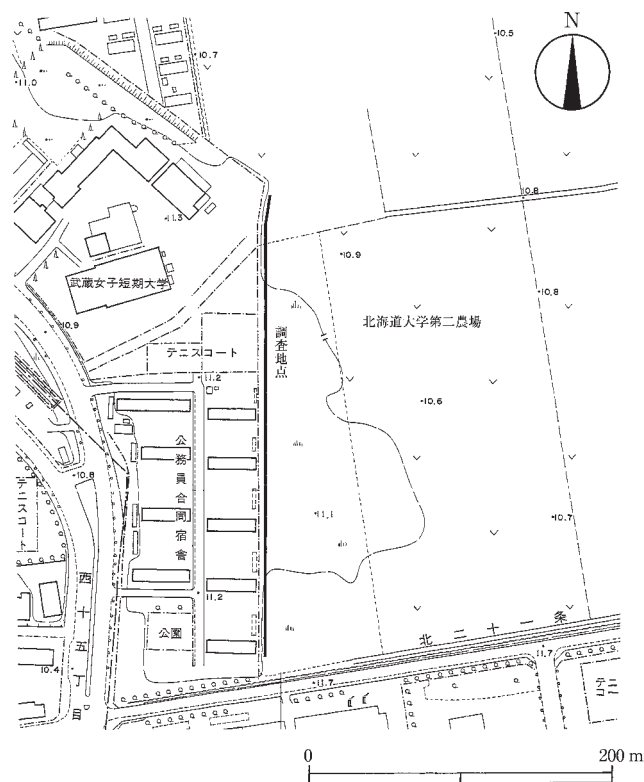 N
10.5
10.7
11.0
10.8
11.3
10.9
10.8
武蔵女子短期大学
北海道大学第二農場
10.9
テニスコート
調査地点
11.2
10.6
公務員合同宿舎
10.8
テニスコート
11.1
10.7
西十五丁目
11.2
公園
北二十一条
11.7
11.7
10.4
テニコ
0
200 m